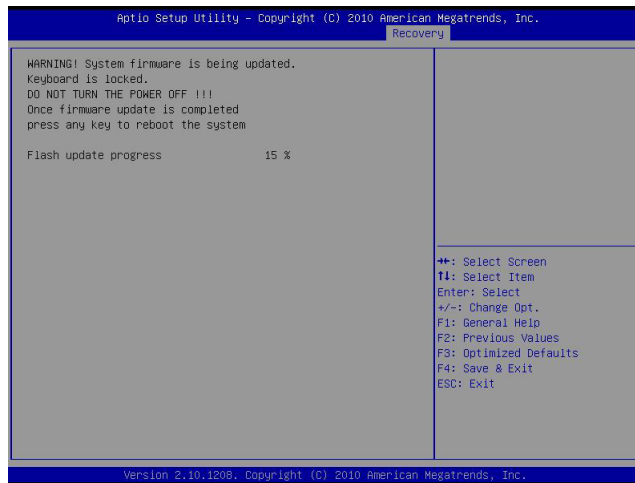 Aptio Setup Utility – Copyright (C) 2010 American Megatrends, Inc.
Recovery
WARNING! System firmware is being updated.
Keyboard is locked.
DO NOT TURN THE POWER OFF !!!
Once firmware update is completed
press any key to reboot the system
Flash update progress 15 %
→←: Select Screen
↑↓: Select Item
Enter: Select
+/-: Change Opt.
F1: General Help
F2: Previous Values
F3: Optimized Defaults
F4: Save & Exit
ESC: Exit
Version 2.10.1208. Copyright (C) 2010 American Megatrends, Inc.